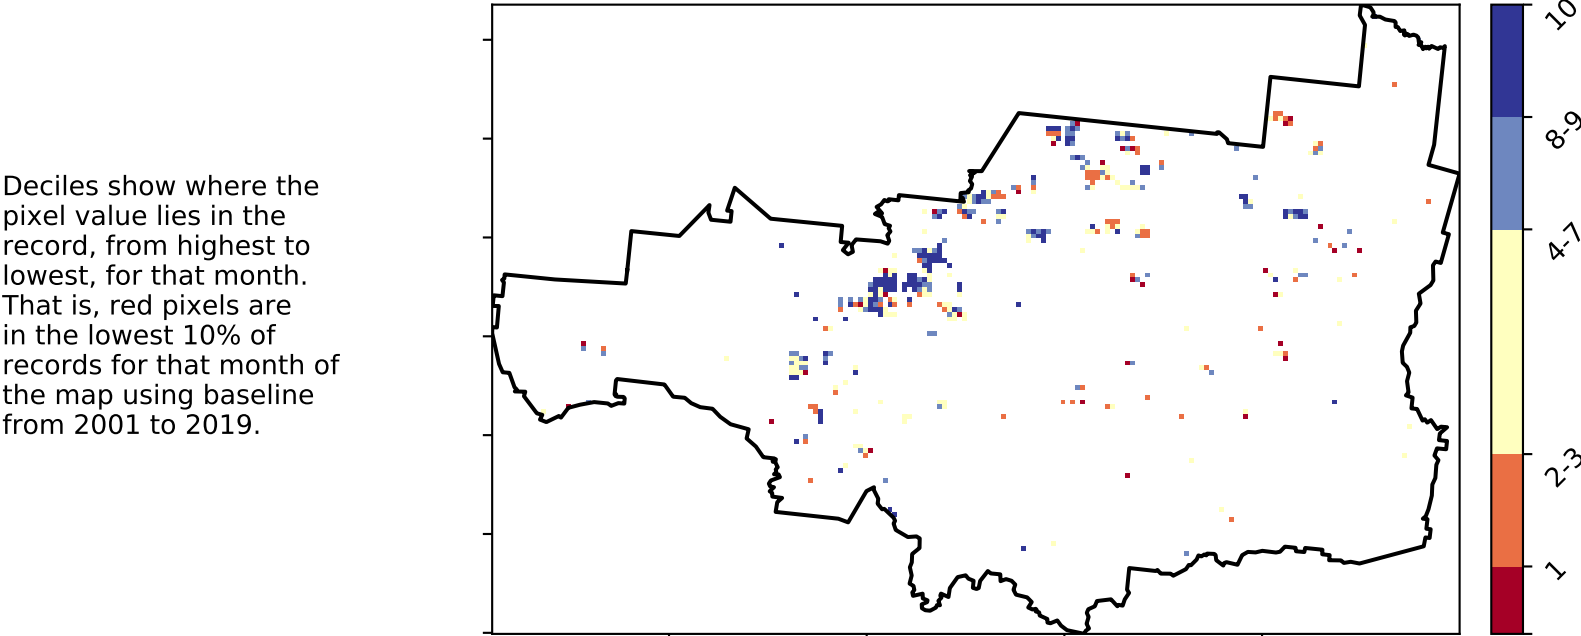 Deciles show where the
pixel value lies in the
record, from highest to
lowest, for that month.
That is, red pixels are
in the lowest 10% of
records for that month of
the map using baseline
from 2001 to 2019.
10
8-9
4-7
2-3
1